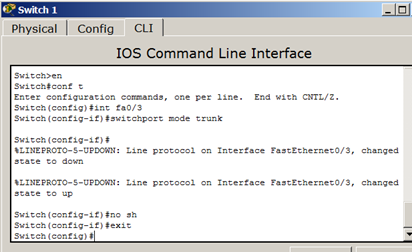 Switch 1
Physical Config CLI
IOS Command Line Interface
Switch>en
Switch#conf t
Enter configuration commands, one per line. End with CNTL/Z.
Switch(config)#int fa0/3
Switch(config-if)#switchport mode trunk
Switch(config-if)#
%LINEPROTO-5-UPDOWN: Line protocol on Interface FastEthernet0/3, changed
state to down
%LINEPROTO-5-UPDOWN: Line protocol on Interface FastEthernet0/3, changed
state to up
Switch(config-if)#no sh
Switch(config-if)#exit
Switch(config)#